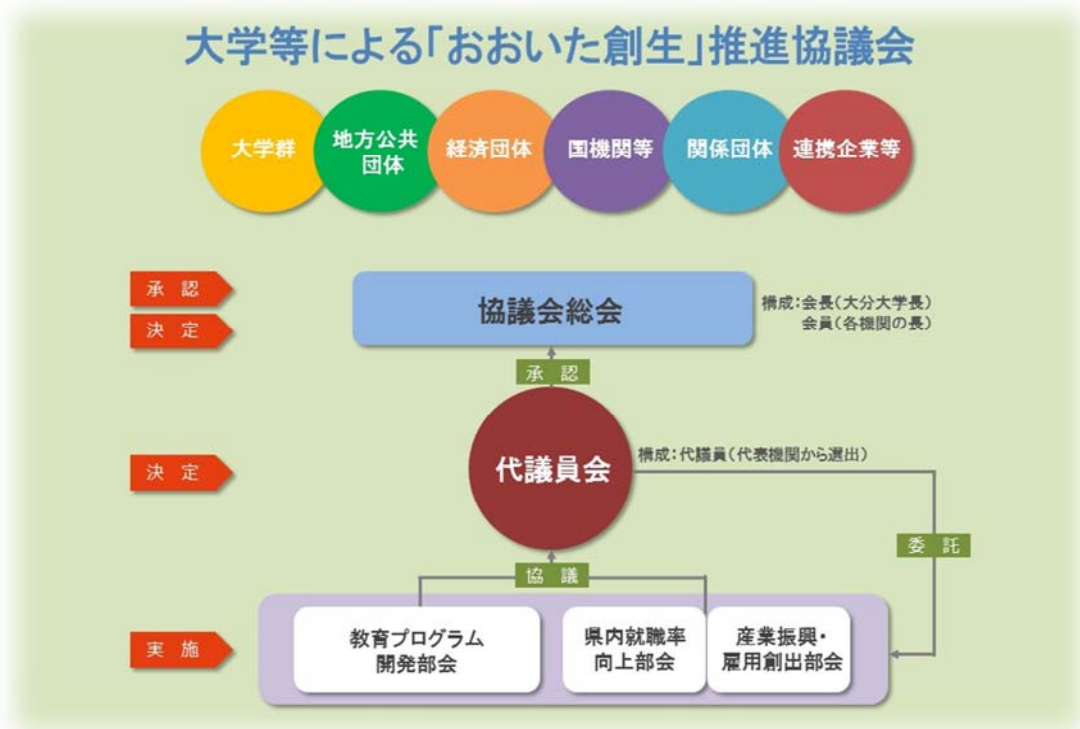 大学等による「おおいた創生」推進協議会
大学群
地方公共
団体
経済団体
国機関等
関係団体
連携企業等
承 認
決 定
協議会総会
構成:会長(大分大学長)
会員(各機関の長)
承 認
決 定
代議員会
構成:代議員(代表機関から選出)
委 託
協 議
実 施
教育プログラム
開発部会
県内就職率
向上部会
産業振興・
雇用創出部会